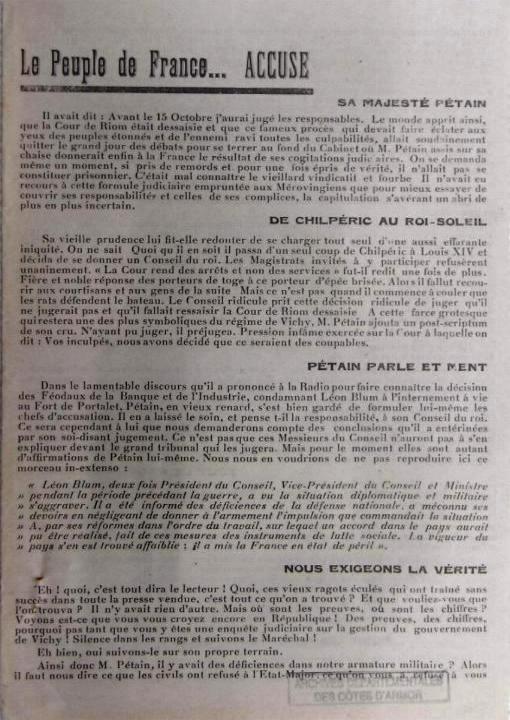 Le Peuple de France... ACCUSE
SA MAJESTÉ PÉTAIN
Il avait dit : Avant le 15 Octobre j'aurai jugé les responsables. Le monde apprit ainsi,
que la Cour de Riom était dessaisie et que ce fameux procès qui devait faire éclater aux
yeux des peuples étonnés et de l'ennemi ravi toutes les culpabilités, allait soudainement
quitter le grand jour des débats pour se terrer au fond du Cabinet où M. Pétain assis sur sa
chaise donnerait enfin à la France le résultat de ses cogitations judiciaires. On se demanda
même un moment, si pris de remords et pour une fois épris de vérité, il n'allait pas se
constituer prisonnier. C'était mal connaître le vieillard vindicatif et fourbe. Il n'avait eu
recours à cette formule judiciaire empruntée aux Mérovingiens que pour mieux essayer de
couvrir ses responsabilités et celles de ses complices, la capitulation s'avérant un abri de
plus en plus incertain.
DE CHILPÉRIC AU ROI-SOLEIL
Sa vieille prudence lui fit-elle redouter de se charger tout seul d'une aussi effarante
iniquité. On ne sait Quoi qu'il en soit il passa d'un seul coup de Chilpéric à Louis XIV et
décida de se donner un Conseil du roi. Les Magistrats invités à y participer refusèrent
unaninement. « La Cour rend des arrêts et non des services » fut-il redit une fois de plus.
Fière et noble réponse des porteurs de toge à ce porteur d'épée brisée. Alors il fallut recou-
rir aux courtisans et aux gens de la suite Mais ce n'est pas quand il commence à couler que
les rats défendent le bateau. Le Conseil ridicule prit cette décision ridicule de juger qu'il
ne jugerait pas et qu'il fallait ressaisir la Cour de Riom dessaisie A cette farce grotesque
qui restera une des plus symboliques du régime de Vichy, M. Pétain ajouta un post-scriptum
de son cru. N'ayant pu juger, il préjugea. Pression infâme exercée sur la Cour à laquelle on
dit : Vos inculpés, nous avons décidé que ce seraient des coupables.
PÉTAIN PARLE ET MENT
Dans le lamentable discours qu'il a prononcé à la Radio pour faire connaître la décision
des Féodaux de la Banque et de l'Industrie, condamnant Léon Blum à l'internement à vie
au Fort de Portalet, Pétain, en vieux renard, s'est bien gardé de formuler lui-même les
chefs d'accusation. Il en a laissé le soin, et pense t-il la responsabilité, à son Conseil du roi.
Ce sera cependant à lui que nous demanderons compte des conclusions qu'il a entérinées
par son soi-disant jugement. Ce n'est pas que ces Messieurs du Conseil n'auront pas à s'en
expliquer devant le grand tribunal qui les jugera. Mais pour le moment elles sont autant
d'affirmations de Pétain lui-même. Nous nous en voudrions de ne pas reproduire ici ce
morceau in-extenso :
« Léon Blum, deux fois Président du Conseil, Vice-Président du Conseil et Ministre
» pendant la période précédant la guerre, a vu la situation diplomatique et militaire
» s'aggraver. Il a été informé des déficiences de la défense nationale, a méconnu ses
» devoirs en négligeant de donner à l'armement l'impulsion que commandait la situation
» A, par ses réformes dans l'ordre du travail, sur lequel un accord dans le pays aurait
» pu être réalisé, fait de ces mesures des instruments de lutte sociale. La vigueur du
» pays s'en est trouvé affaiblie ; il a mis la France en état de péril ».
NOUS EXIGEONS LA VÉRITÉ
Eh ! quoi, c'est tout dira le lecteur ! Quoi, ces vieux ragots éculés qui ont traîné sans
succès dans toute la presse vendue, c'est tout ce qu'on a trouvé ? Et que vouliez-vous que
l'on trouva ? Il n'y avait rien d'autre. Mais où sont les preuves, où sont les chiffres ?
Voyons est-ce que vous vous croyez encore en République ! Des preuves, des chiffres,
pourquoi pas tant que vous y êtes une enquête judiciaire sur la gestion du gouvernement
de Vichy ! Silence dans les rangs et suivons le Maréchal !
Eh bien, oui suivons-le sur son propre terrain.
Ainsi donc M. Pétain, il y avait des déficiences dans notre armature militaire ? Alors
il faut nous dire ce que les civils ont refusé à l'Etat-Major, ce qu'on vous a refusé à vous
ARCHIVES DÉPARTEMENTALES
DES CÔTES D'ARMOR